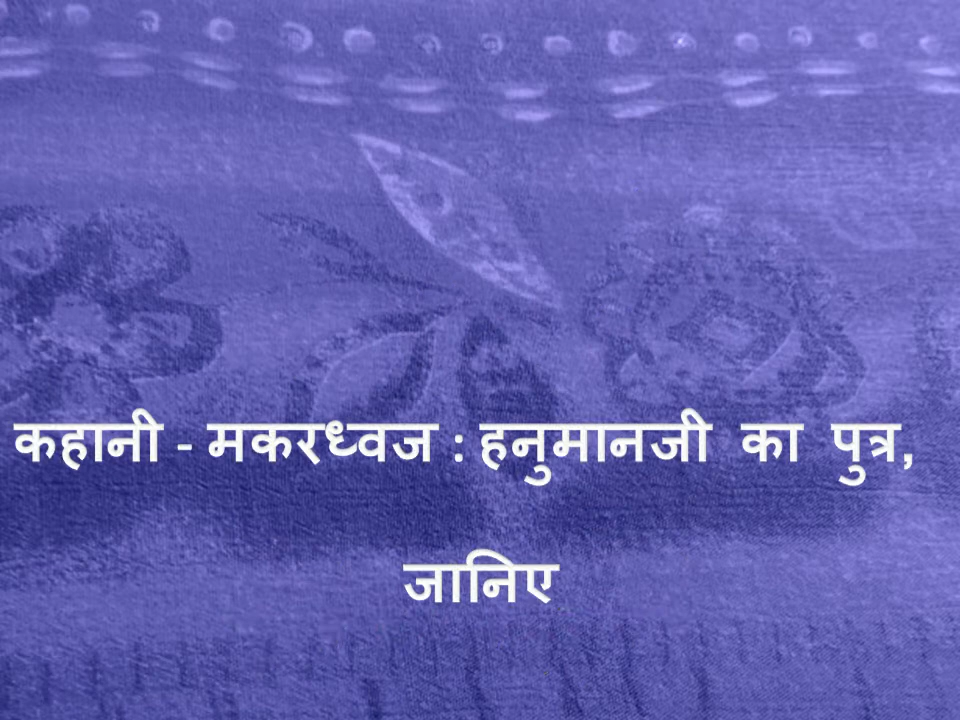 कहानी - मकरध्वज : हनुमानजी का पुत्र,
जानिए